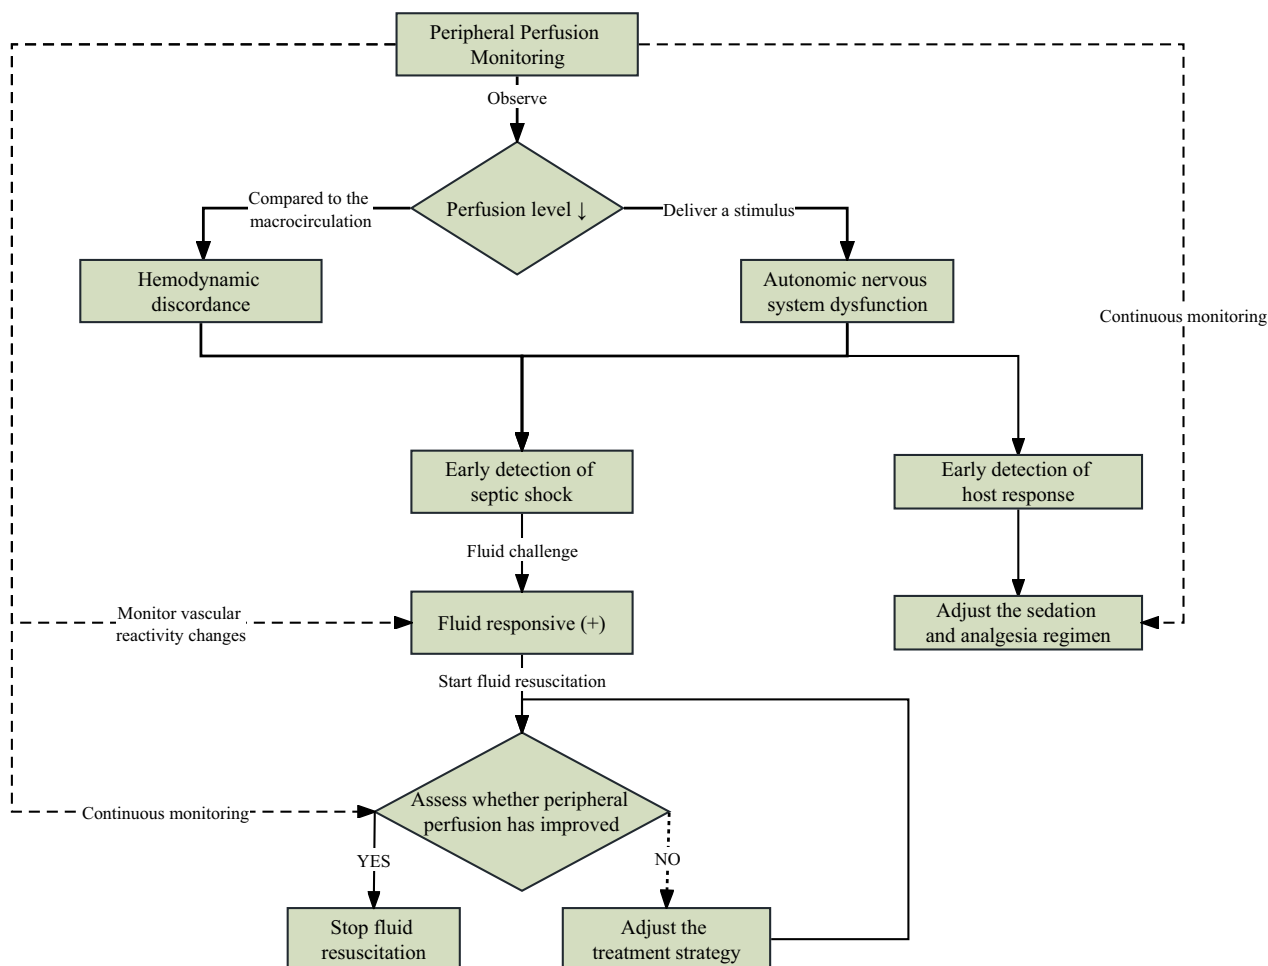 Peripheral Perfusion
Monitoring
Observe
Compared to the
macrocirculation
Perfusion level ↓
Deliver a stimulus
Hemodynamic
discordance
Autonomic nervous
system dysfunction
Continuous monitoring
Early detection of
septic shock
Early detection of
host response
Fluid challenge
Monitor vascular
reactivity changes
Fluid responsive (+)
Adjust the sedation
and analgesia regimen
Start fluid resuscitation
Assess whether peripheral
perfusion has improved
Continuous monitoring
YES
NO
Stop fluid
resuscitation
Adjust the
treatment strategy